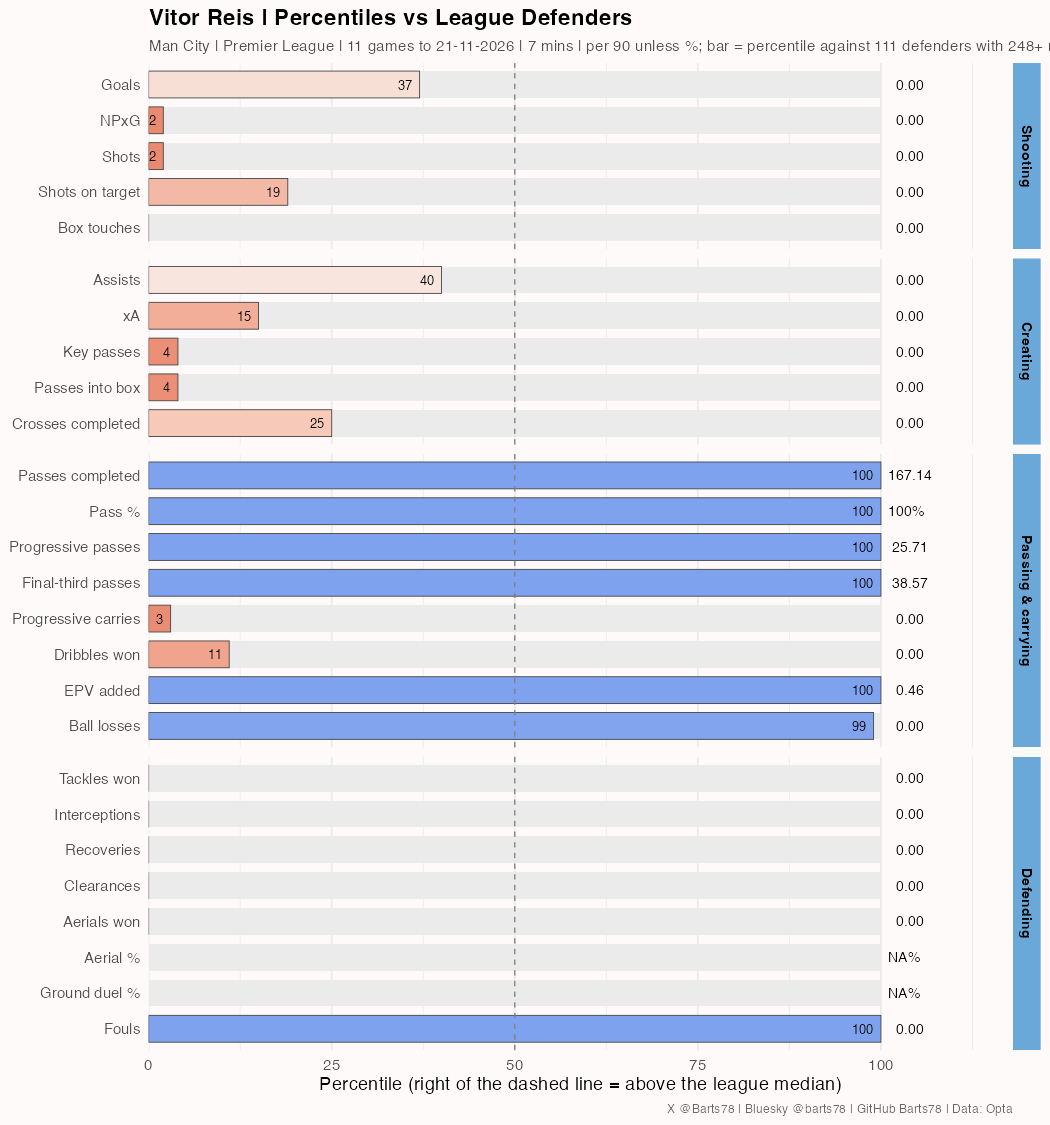 Vitor Reis | Percentiles vs League Defenders
Man City | Premier League | 11 games to 21-11-2026 | 7 mins | per 90 unless %; bar = percentile against 111 defenders with 248+
Goals 37 0.00
NPxG 2 0.00
Shots 2 0.00
Shots on target 19 0.00
Box touches 0.00
Shooting
Assists 40 0.00
xA 15 0.00
Key passes 4 0.00
Passes into box 4 0.00
Crosses completed 25 0.00
Creating
Passes completed 100 167.14
Pass % 100 100%
Progressive passes 100 25.71
Final-third passes 100 38.57
Progressive carries 3 0.00
Dribbles won 11 0.00
EPV added 100 0.46
Ball losses 99 0.00
Passing & carrying
Tackles won 0.00
Interceptions 0.00
Recoveries 0.00
Clearances 0.00
Aerials won 0.00
Aerial % NA%
Ground duel % NA%
Fouls 100 0.00
Defending
0 25 50 75 100
Percentile (right of the dashed line = above the league median)
X @Barts78 | Bluesky @barts78 | GitHub Barts78 | Data: Opta